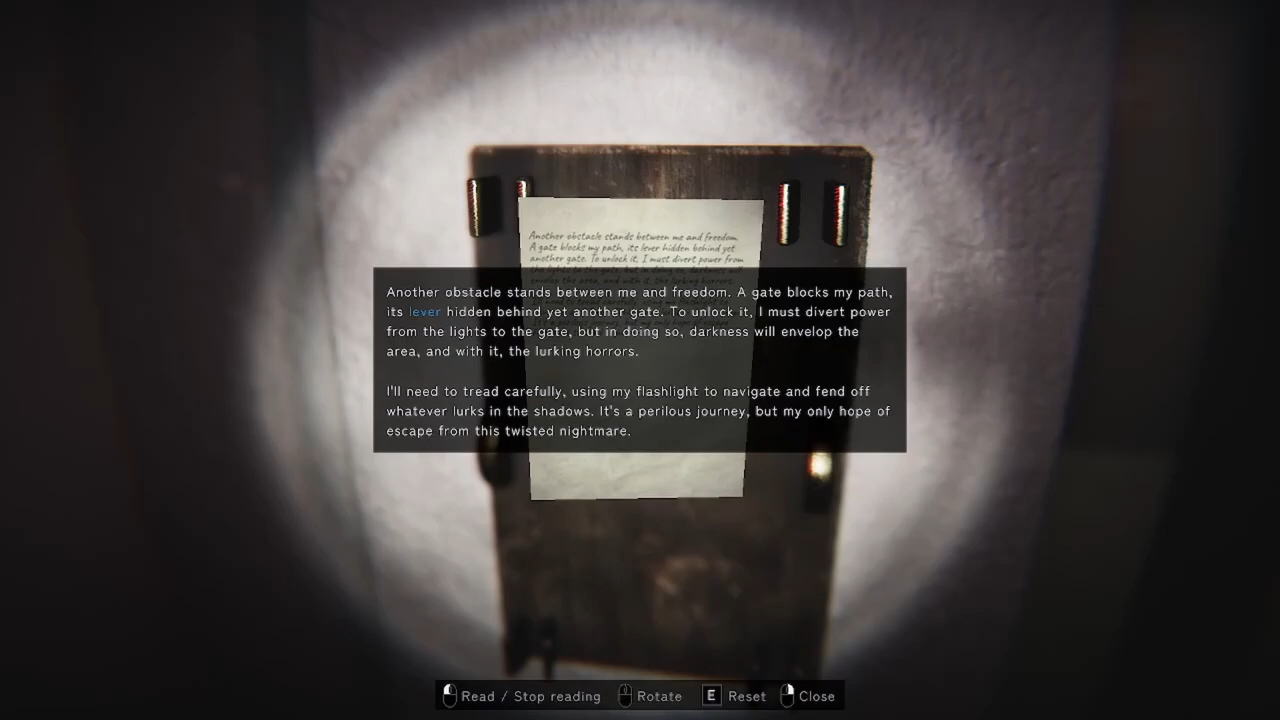 Another obstacle stands between me and freedom.
A gate blocks my path, its lever hidden behind yet
another gate. To unlock it, I must divert power from
Another obstacle stands between me and freedom. A gate blocks my path,
its lever hidden behind yet another gate. To unlock it, I must divert power
from the lights to the gate, but in doing so, darkness will envelop the
area, and with it, the lurking horrors.
I'll need to tread carefully, using my flashlight to navigate and fend off
whatever lurks in the shadows. It's a perilous journey, but my only hope of
escape from this twisted nightmare.
Read / Stop reading Rotate E Reset Close